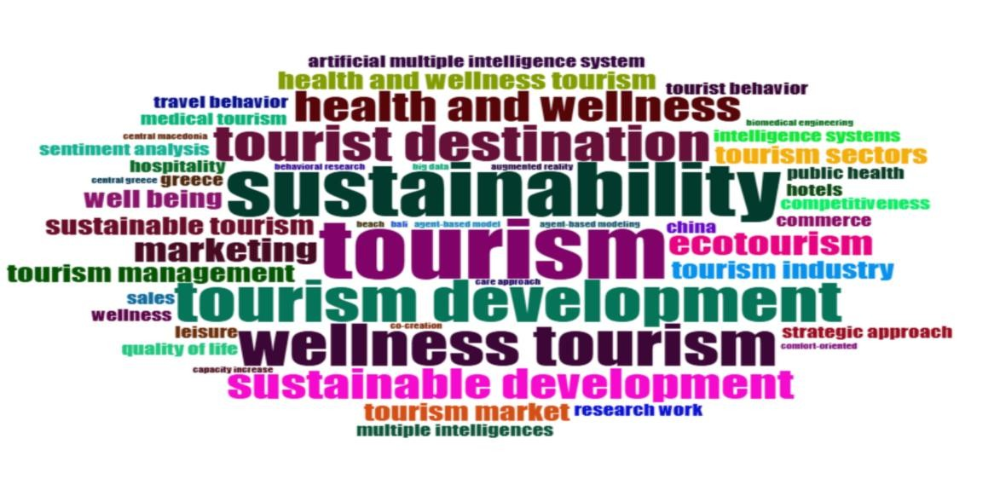 artificial multiple intelligence system
health and wellness tourism
tourist behavior
travel behavior
health and wellness
medical tourism
biomedical engineering
central macedonia
tourist destination
intelligence systems
sentiment analysis
tourism sectors
hospitality
behavioral research
big data
augmented reality
public health
central greece
greece
sustainability
hotels
well being
competitiveness
sustainable tourism
beach
bali
agent-based model
agent-based modeling
china
commerce
marketing
tourism
ecotourism
tourism management
tourism industry
care approach
sales
tourism development
wellness
leisure
co-creation
strategic approach
quality of life
wellness tourism
comfort-oriented
capacity increase
sustainable development
tourism market
research work
multiple intelligences